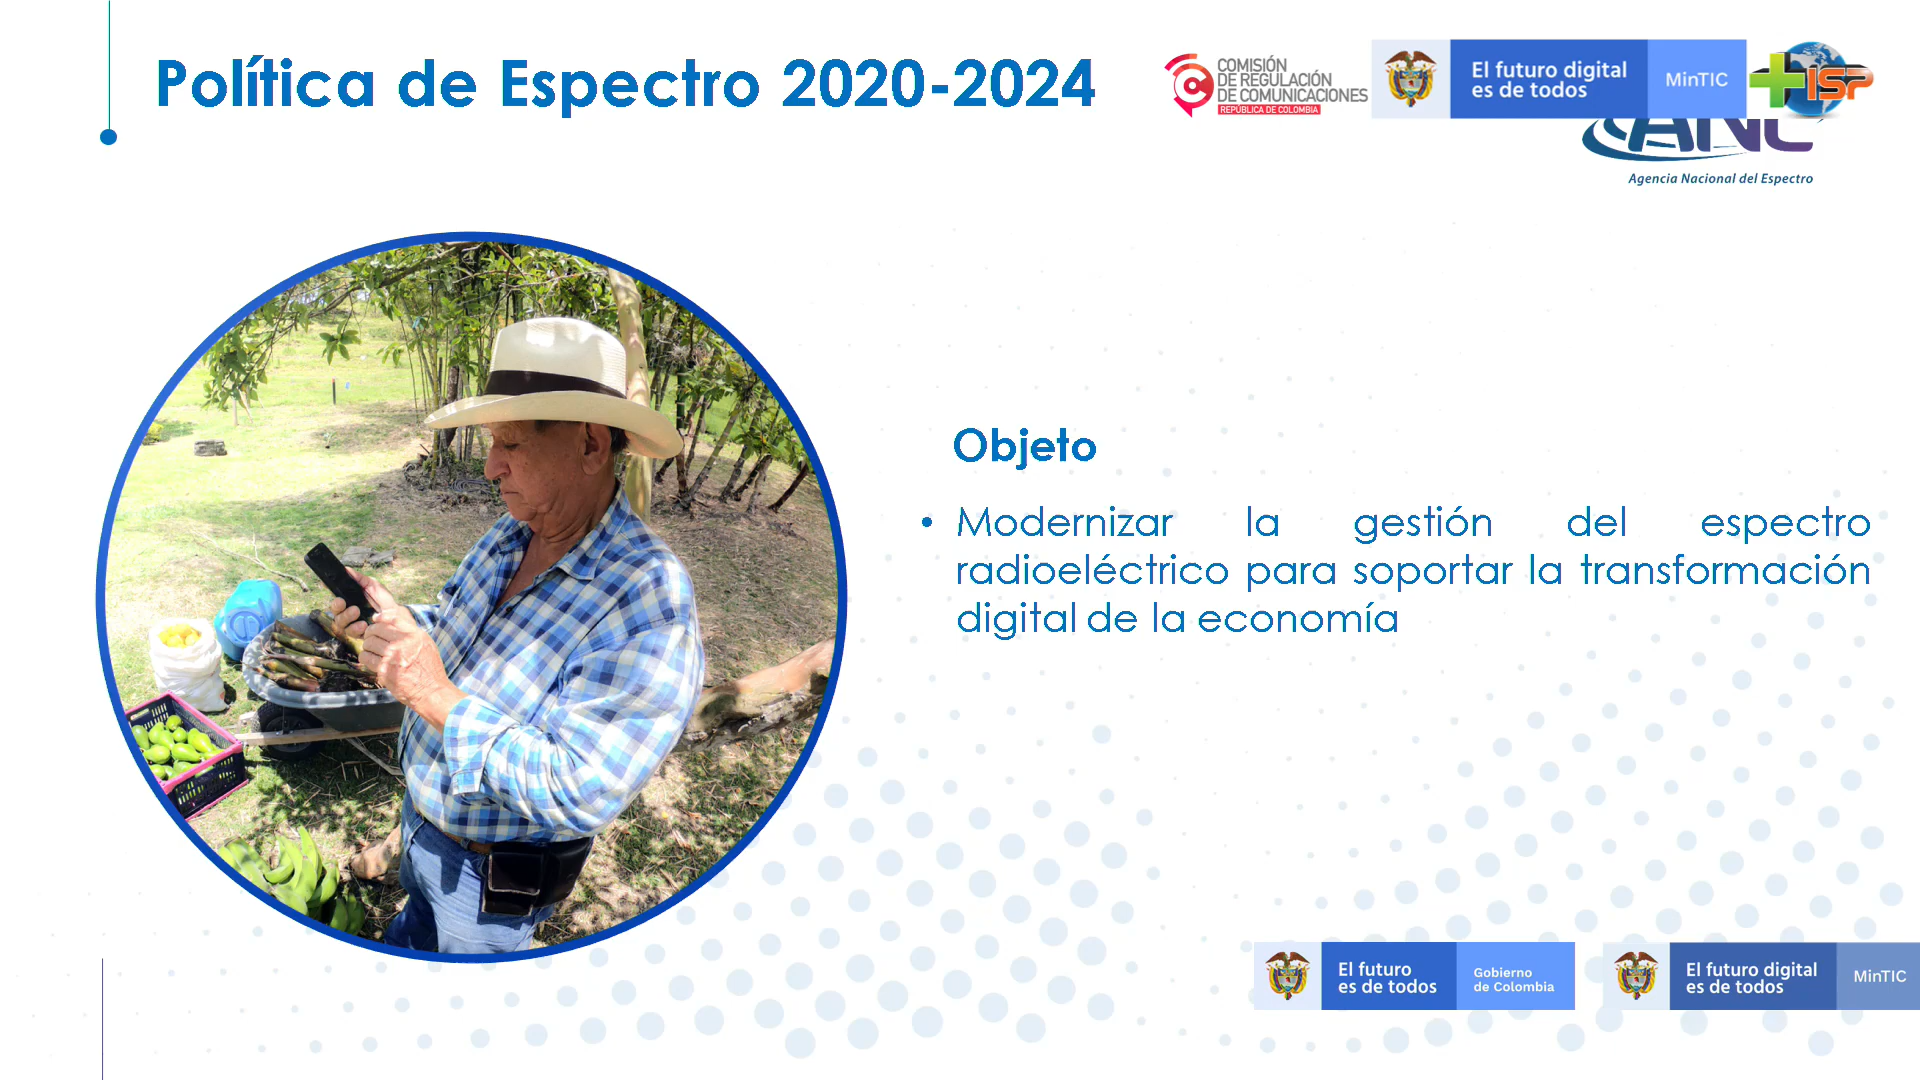 Política de Espectro 2020-2024
COMISIÓN
DE REGULACIÓN
DE COMUNICACIONES
REPÚBLICA DE COLOMBIA
El futuro digital
es de todos
MinTIC
+ISP
Agencia Nacional del Espectro
Objeto
• Modernizar la gestión del espectro
radioeléctrico para soportar la transformación
digital de la economía
El futuro
es de todos
Gobierno
de Colombia
El futuro digital
es de todos
MinTIC